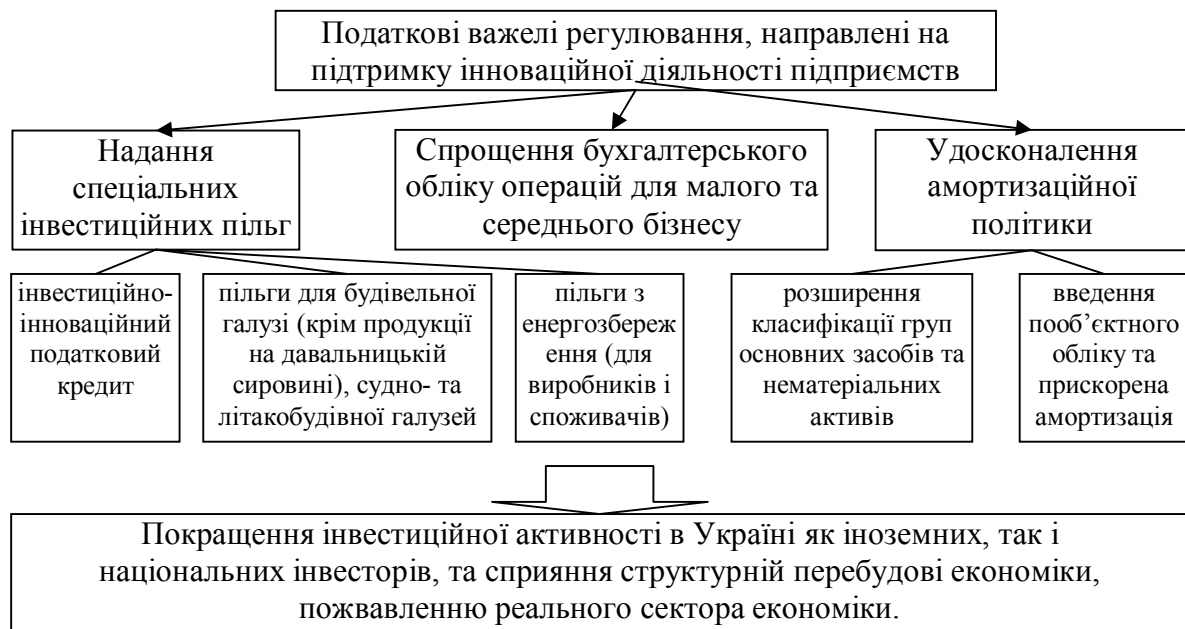 Податкові важелі регулювання, направлені на
підтримку інноваційної діяльності підприємств
Надання
спеціальних
інвестиційних пільг
Спрощення бухгалтерського
обліку операцій для малого та
середнього бізнесу
Удосконалення
амортизаційної
політики
інвестиційно-
інноваційний
податковий
кредит
пільги для будівельної
галузі (крім продукції
на давальницькій
сировині), судно- та
літакобудівної галузей
пільги з
енергозбереж
ення (для
виробників і
споживачів)
розширення
класифікації груп
основних засобів та
нематеріальних
активів
введення
пооб’єктного
обліку та
прискорена
амортизація
Покращення інвестиційної активності в Україні як іноземних, так і
національних інвесторів, та сприяння структурній перебудові економіки,
пожвавленню реального сектора економіки.